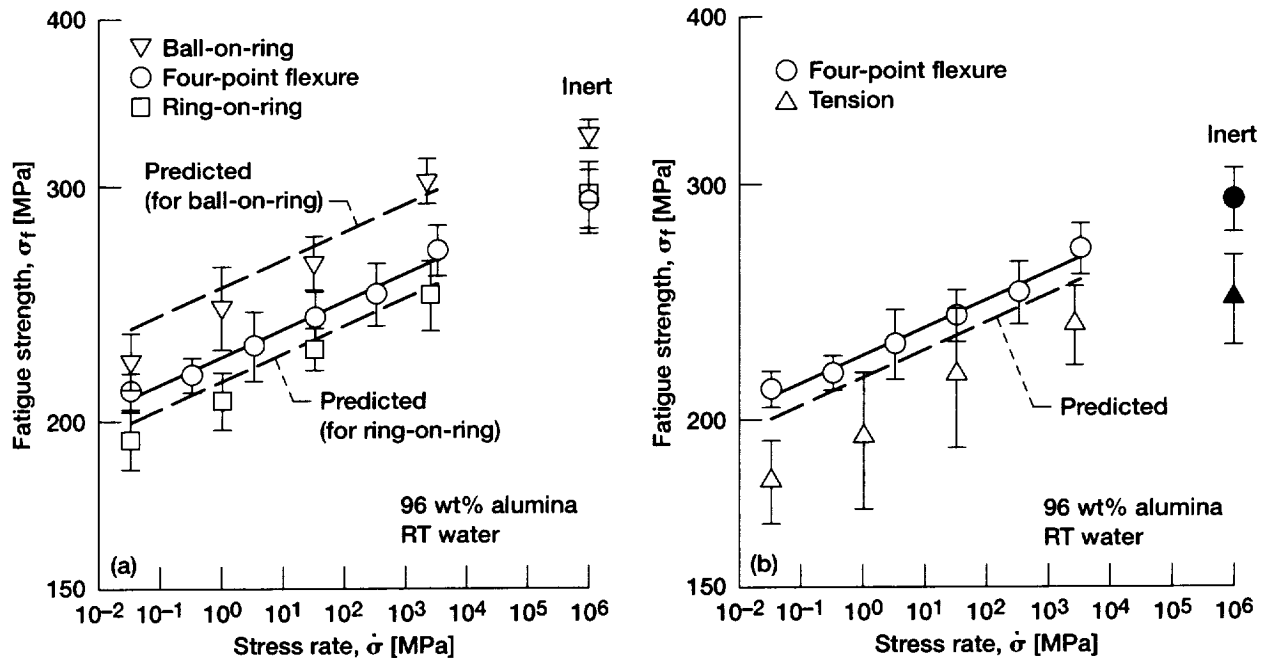 400
300
200
150
Fatigue strength, σf [MPa]
Ball-on-ring
Four-point flexure
Ring-on-ring
Inert
Predicted
(for ball-on-ring)
Predicted
(for ring-on-ring)
96 wt% alumina
RT water
(a)
10⁻² 10⁻¹ 10⁰ 10¹ 10² 10³ 10⁴ 10⁵ 10⁶
Stress rate, σ̇ [MPa]
400
300
200
150
Fatigue strength, σf [MPa]
Four-point flexure
Tension
Inert
Predicted
96 wt% alumina
RT water
(b)
10⁻² 10⁻¹ 10⁰ 10¹ 10² 10³ 10⁴ 10⁵ 10⁶
Stress rate, σ̇ [MPa]